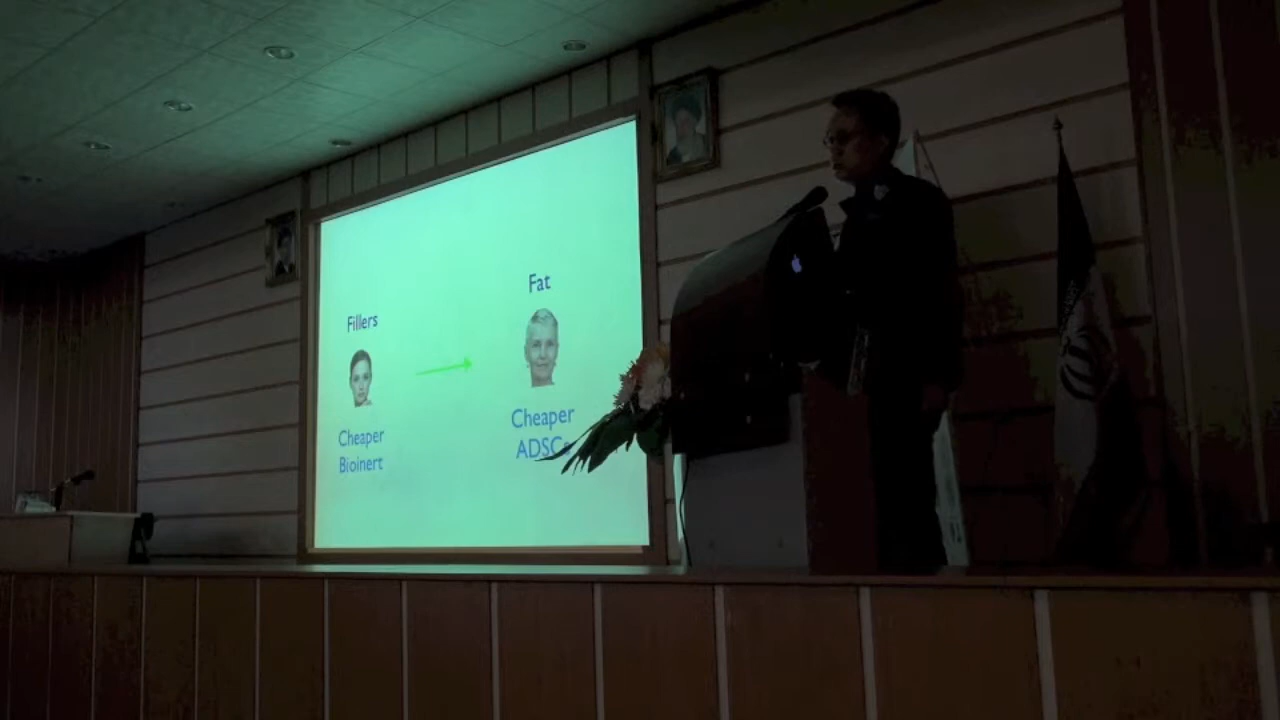 Fillers
Cheaper
Bioinert
Fat
Cheaper
ADSCs